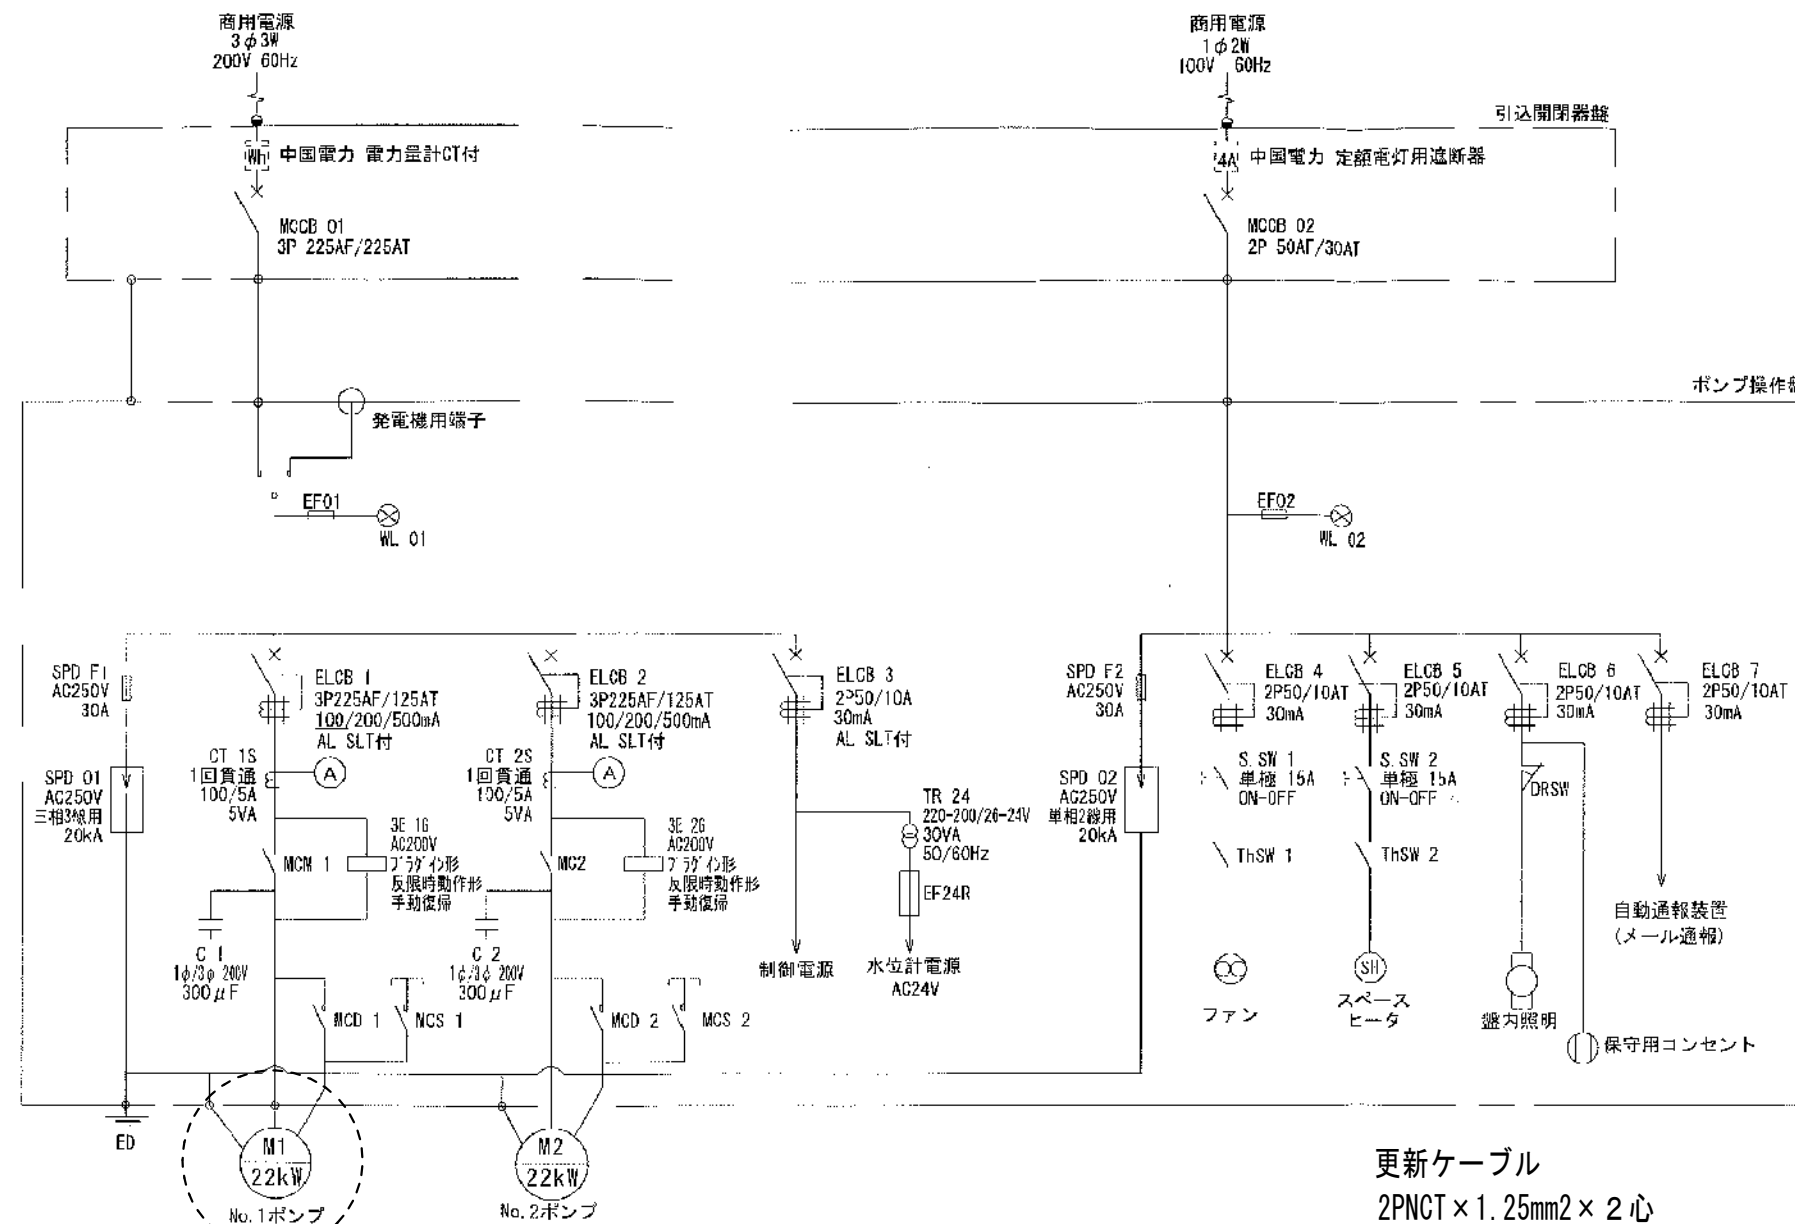 商用電源
3φ3W
200V 60Hz
商用電源
1φ2W
100V 60Hz
引込開閉器盤
Wh 中国電力 電力量計CT付
4A 中国電力 定額電灯用遮断器
MCCB 01
3P 225AF/225AT
MCCB 02
2P 50AF/30AT
ポンプ操作盤
発電機用端子
EF01
WL 01
EF02
WL 02
SPD F1
AC250V
30A
ELCB 1
3P225AF/125AT
100/200/500mA
AL SLT付
ELCB 2
3P225AF/125AT
100/200/500mA
AL SLT付
ELCB 3
2P50/10A
30mA
AL SLT付
SPD F2
AC250V
30A
ELCB 4
2P50/10AT
30mA
ELCB 5
2P50/10AT
30mA
ELCB 6
2P50/10AT
30mA
ELCB 7
2P50/10AT
30mA
SPD 01
AC250V
三相3線用
20kA
CT 1S
1回貫通
100/5A
5VA
A
CT 2S
1回貫通
100/5A
5VA
A
TR 24
220-200/26-24V
30VA
50/60Hz
SPD 02
AC250V
単相2線用
20kA
S.SW 1
単極 15A
ON-OFF
S.SW 2
単極 15A
ON-OFF
DRSW
MCM 1
3E 1G
AC200V
プラグイン形
反限時動作形
手動復帰
MC2
3E 2G
AC200V
プラグイン形
反限時動作形
手動復帰
EF24R
ThSW 1
ThSW 2
C 1
1φ/3φ 200V
300μF
C 2
1φ/3φ 200V
300μF
制御電源
水位計電源
AC24V
自動通報装置
(メール通報)
MCD 1
MCS 1
MCD 2
MCS 2
ファン
SH
スペース
ヒータ
盤内照明
保守用コンセント
ED
M1
22kW
No.1ポンプ
M2
22kW
No.2ポンプ
更新ケーブル
2PNCT×1.25mm2×2心